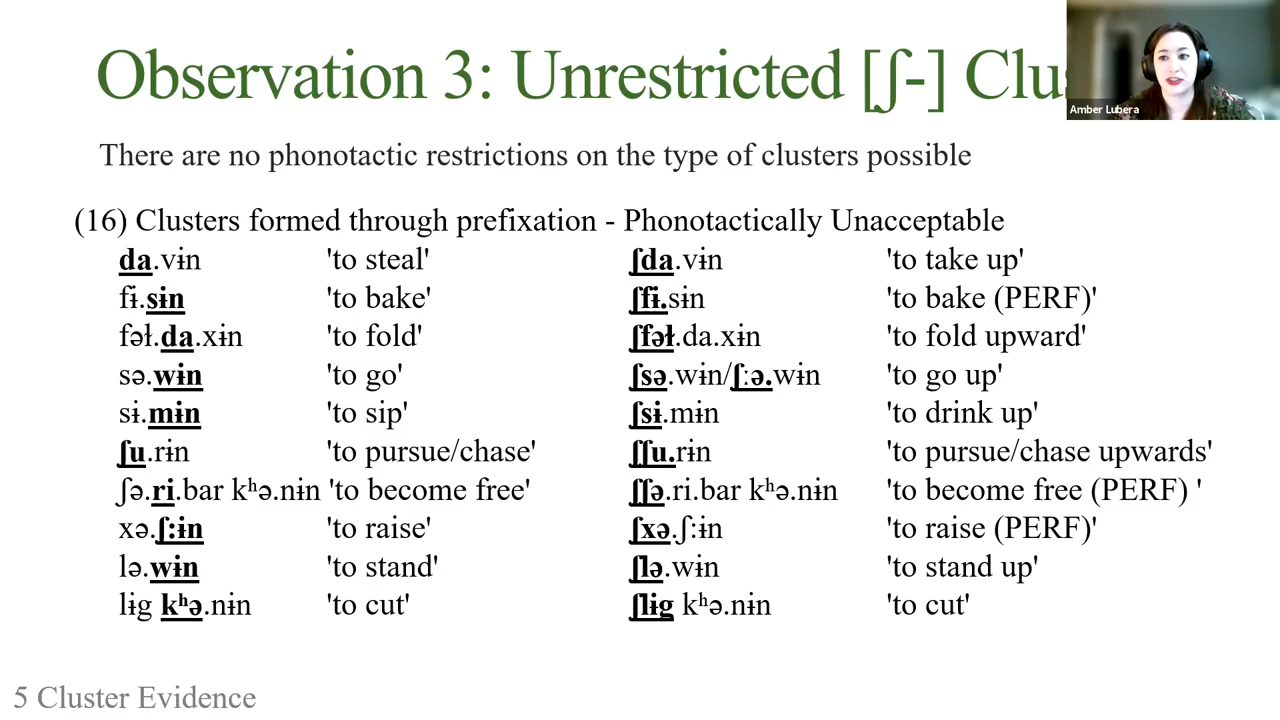 Observation 3: Unrestricted [ʃ-] Clus
Amber Lubera
There are no phonotactic restrictions on the type of clusters possible
(16) Clusters formed through prefixation - Phonotactically Unacceptable
da.vɨn 'to steal' ʃda.vɨn 'to take up'
fɨ.sɨn 'to bake' ʃfɨ.sɨn 'to bake (PERF)'
fəɫ.da.xɨn 'to fold' ʃfəɫ.da.xɨn 'to fold upward'
sə.wɨn 'to go' ʃsə.wɨn/ʃːə.wɨn 'to go up'
sɨ.mɨn 'to sip' ʃsɨ.mɨn 'to drink up'
ʃu.rɨn 'to pursue/chase' ʃʃu.rɨn 'to pursue/chase upwards'
ʃə.ri.bar kʰə.nɨn 'to become free' ʃʃə.ri.bar kʰə.nɨn 'to become free (PERF) '
xə.ʃ:ɨn 'to raise' ʃxə.ʃ:ɨn 'to raise (PERF)'
lə.wɨn 'to stand' ʃlə.wɨn 'to stand up'
lɨg kʰə.nɨn 'to cut' ʃlɨg kʰə.nɨn 'to cut'
5 Cluster Evidence